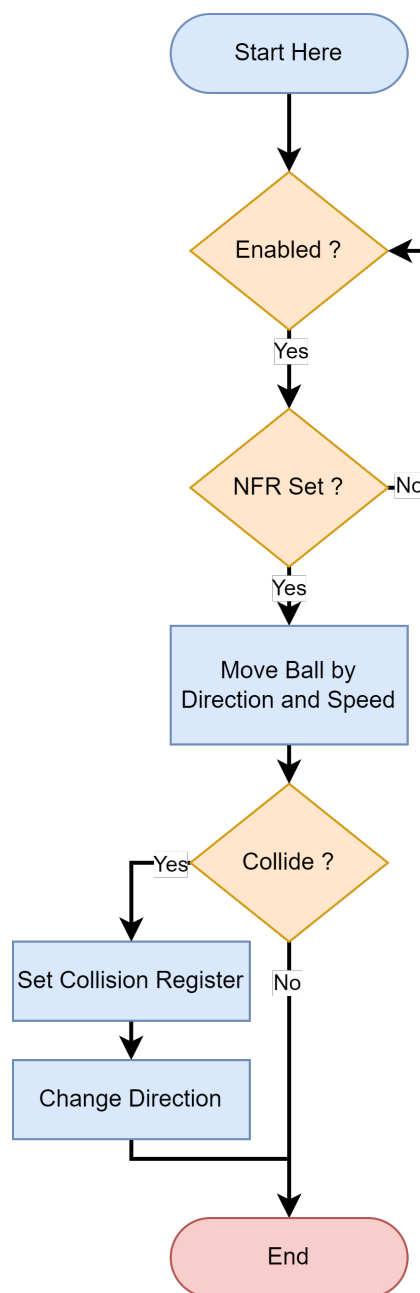 Start Here
Enabled ?
Yes
NFR Set ?
No
Yes
Move Ball by
Direction and Speed
Collide ?
Yes
Set Collision Register
No
Change Direction
End